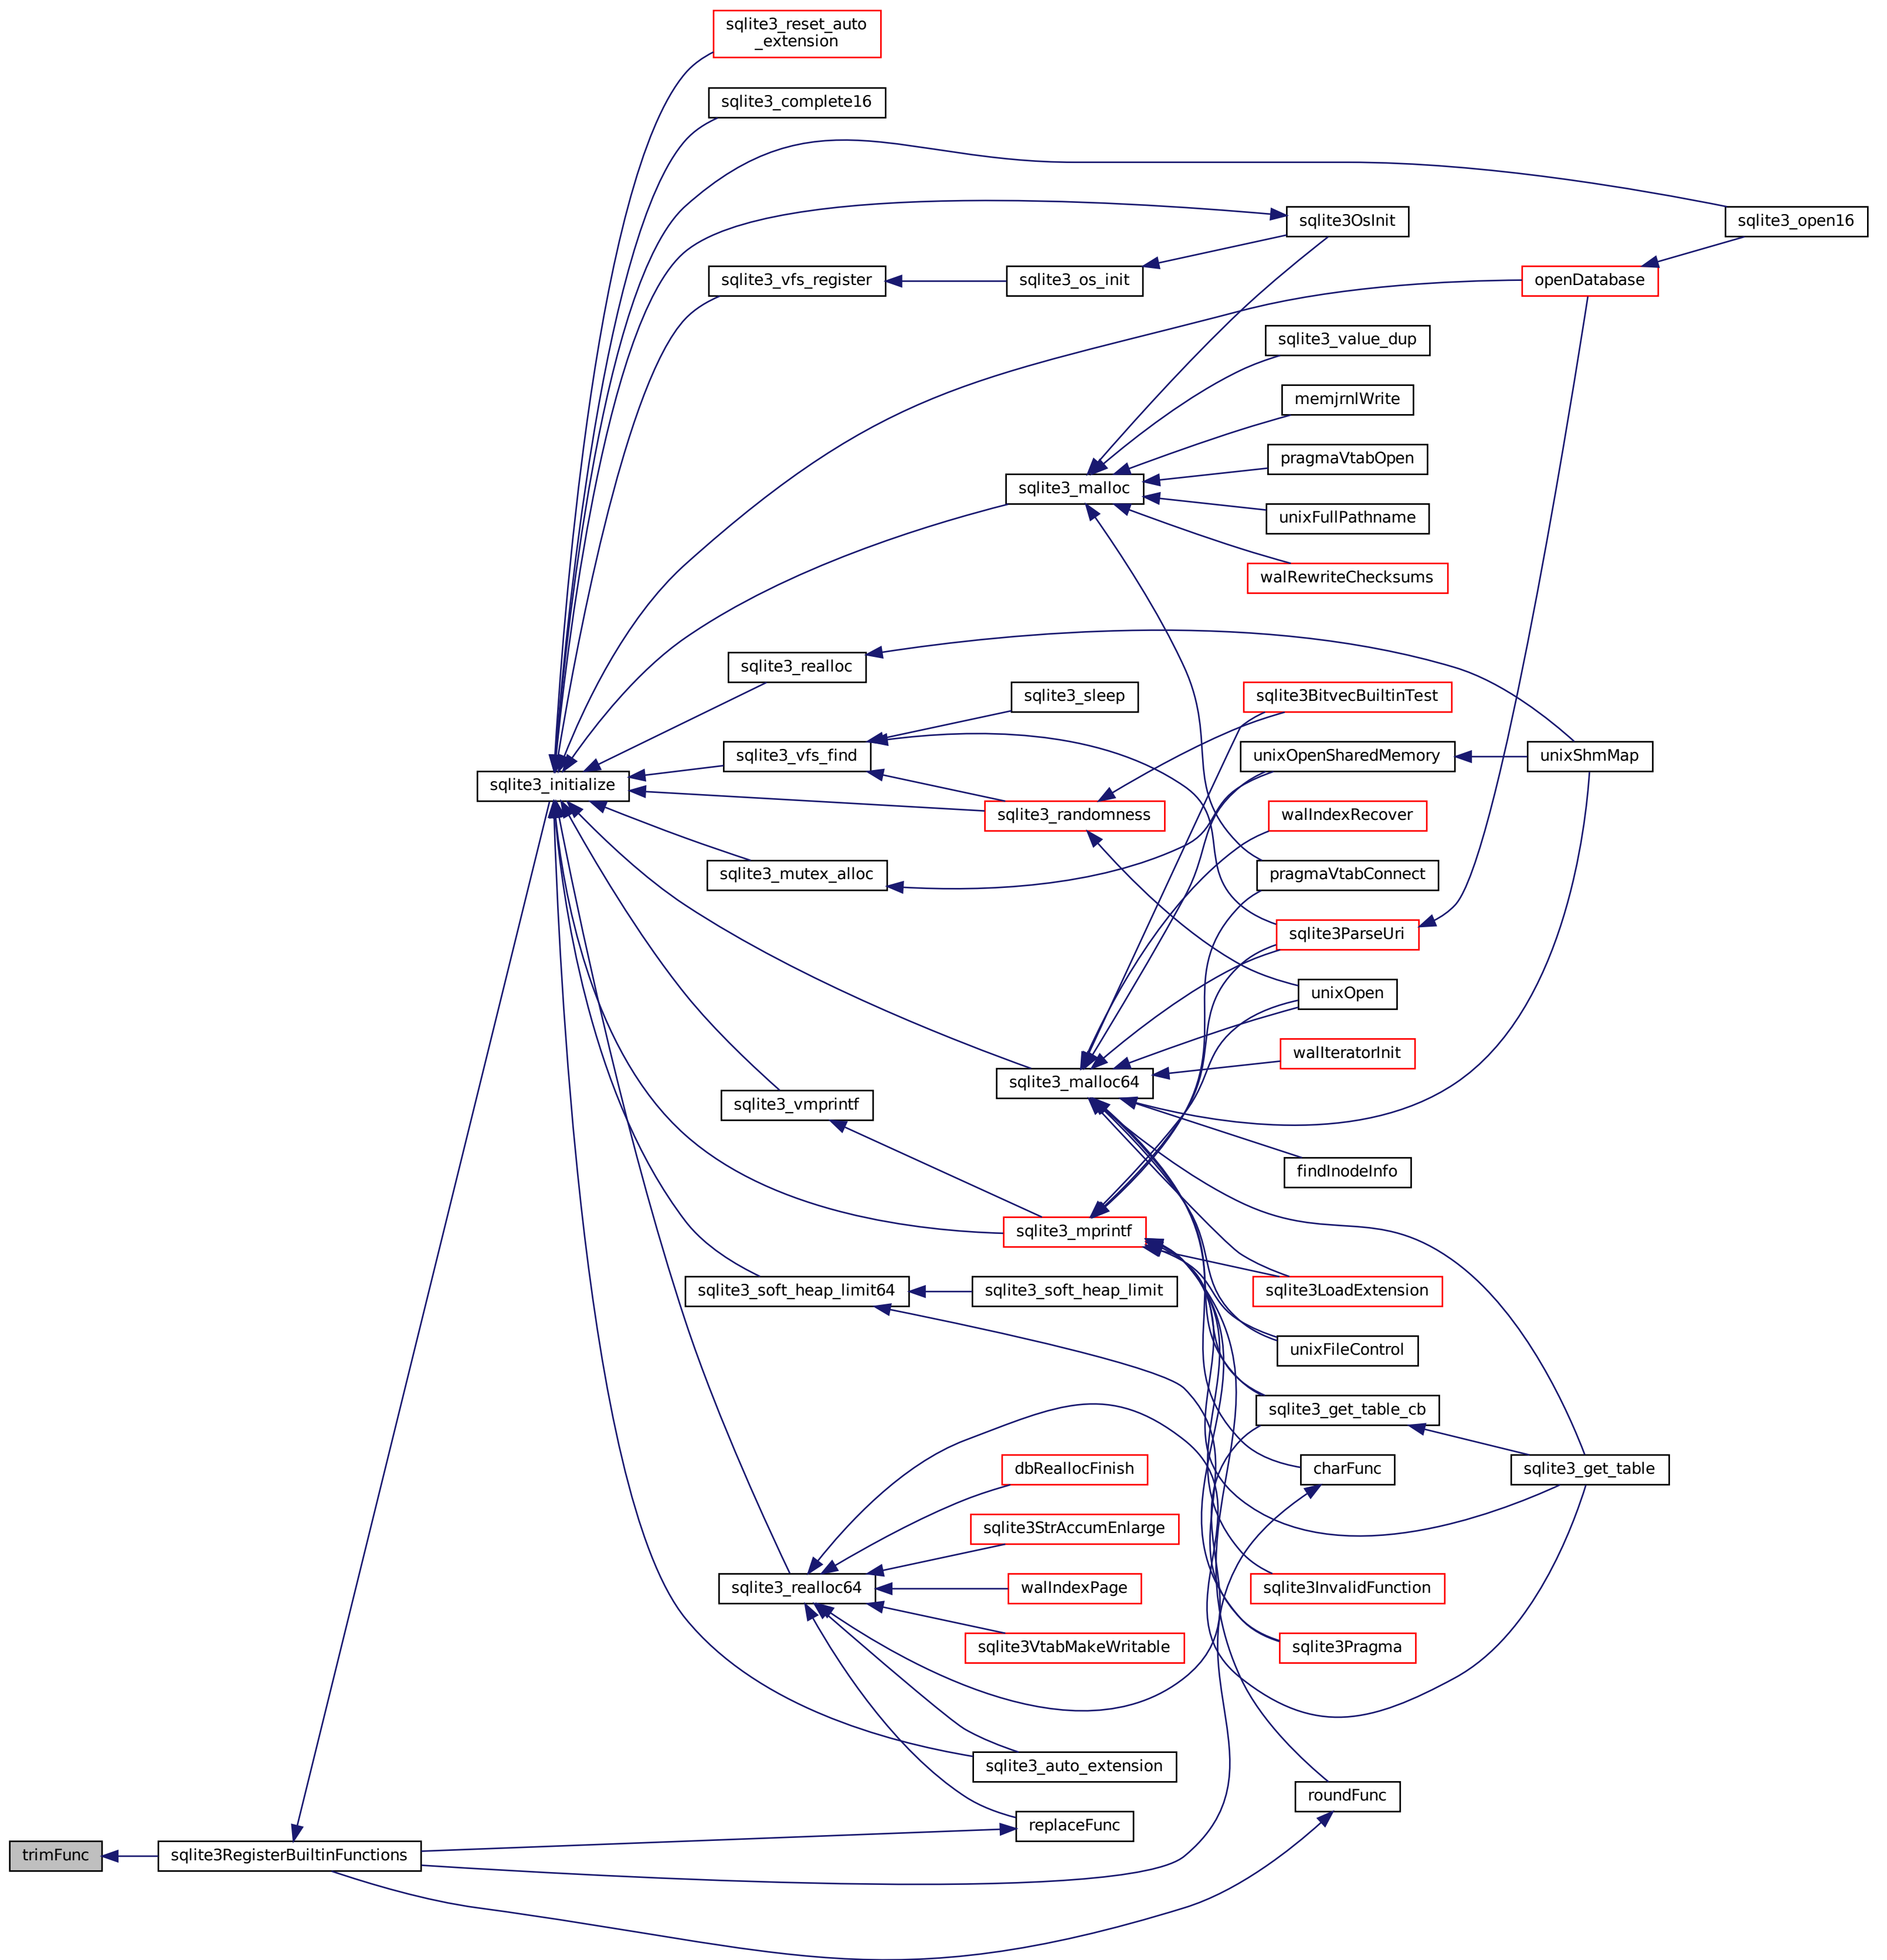 sqlite3_reset_auto
_extension
sqlite3_complete16
sqlite3OsInit
sqlite3_open16
sqlite3_vfs_register
sqlite3_os_init
openDatabase
sqlite3_value_dup
memjrnlWrite
pragmaVtabOpen
sqlite3_malloc
unixFullPathname
walRewriteChecksums
sqlite3_realloc
sqlite3_sleep
sqlite3BitvecBuiltinTest
sqlite3_vfs_find
unixOpenSharedMemory
unixShmMap
sqlite3_initialize
sqlite3_randomness
walIndexRecover
sqlite3_mutex_alloc
pragmaVtabConnect
sqlite3ParseUri
unixOpen
walIteratorInit
sqlite3_malloc64
sqlite3_vmprintf
findInodeInfo
sqlite3_mprintf
sqlite3_soft_heap_limit64
sqlite3_soft_heap_limit
sqlite3LoadExtension
unixFileControl
sqlite3_get_table_cb
dbReallocFinish
charFunc
sqlite3_get_table
sqlite3StrAccumEnlarge
sqlite3_realloc64
walIndexPage
sqlite3InvalidFunction
sqlite3VtabMakeWritable
sqlite3Pragma
sqlite3_auto_extension
roundFunc
replaceFunc
trimFunc
sqlite3RegisterBuiltinFunctions